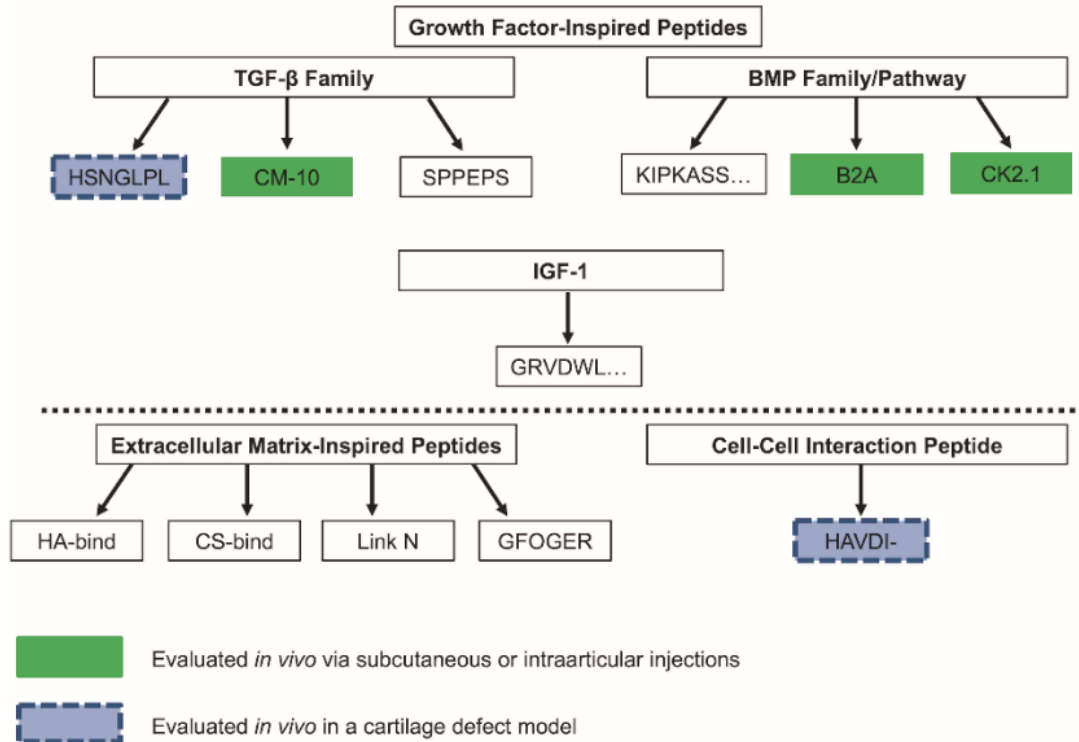 Growth Factor-Inspired Peptides
TGF-β Family
BMP Family/Pathway
HSNGLPL
CM-10
SPPEPS
KIPKASS...
B2A
CK2.1
IGF-1
GRVDWL...
Extracellular Matrix-Inspired Peptides
Cell-Cell Interaction Peptide
HA-bind
CS-bind
Link N
GFOGER
HAVDI-
Evaluated in vivo via subcutaneous or intraarticular injections
Evaluated in vivo in a cartilage defect model